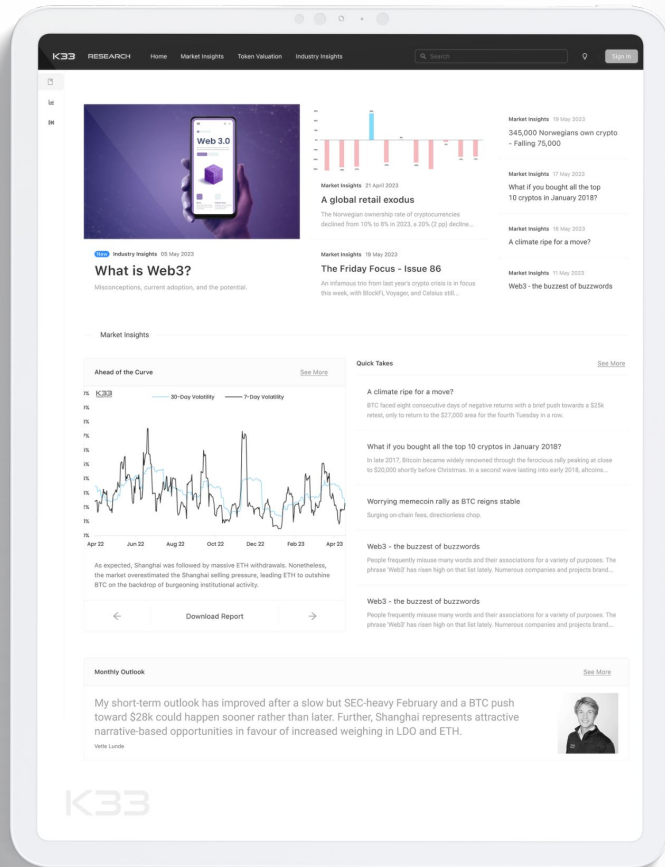 K33 RESEARCH Home Market Insights Token Valuation Industry Insights Search Sign In
Web 3.0
New Industry Insights 05 May 2023
What is Web3?
Misconceptions, current adoption, and the potential.
Market Insights 21 April 2023
A global retail exodus
The Norwegian ownership rate of cryptocurrencies
declined from 10% to 8% in 2023, a 20% (2 pp) decline...
Market Insights 19 May 2023
The Friday Focus - Issue 86
An infamous trio from last year's crypto crisis is in focus
this week, with BlockFi, Voyager, and Celsius still...
Market Insights 19 May 2023
345,000 Norwegians own crypto
- Falling 75,000
Market Insights 17 May 2023
What if you bought all the top
10 cryptos in January 2018?
Market Insights 16 May 2023
A climate ripe for a move?
Market Insights 11 May 2023
Web3 - the buzzest of buzzwords
Market Insights
Ahead of the Curve See More
K33 30-Day Volatility 7-Day Volatility
Apr 22 Jun 22 Aug 22 Oct 22 Dec 22 Feb 23 Apr 23
As expected, Shanghai was followed by massive ETH withdrawals. Nonetheless,
the market overestimated the Shanghai selling pressure, leading ETH to outshine
BTC on the backdrop of burgeoning institutional activity.
Download Report
Quick Takes See More
A climate ripe for a move?
BTC faced eight consecutive days of negative returns with a brief push towards a $25k
retest, only to return to the $27,000 area for the fourth Tuesday in a row.
What if you bought all the top 10 cryptos in January 2018?
In late 2017, Bitcoin became widely renowned through the ferocious rally peaking at close
to $20,000 shortly before Christmas. In a second wave lasting into early 2018, altcoins...
Worrying memecoin rally as BTC reigns stable
Surging on-chain fees, directionless chop.
Web3 - the buzzest of buzzwords
People frequently misuse many words and their associations for a variety of purposes. The
phrase 'Web3' has risen high on that list lately. Numerous companies and projects brand...
Web3 - the buzzest of buzzwords
People frequently misuse many words and their associations for a variety of purposes. The
phrase 'Web3' has risen high on that list lately. Numerous companies and projects brand...
Monthly Outlook See More
My short-term outlook has improved after a slow but SEC-heavy February and a BTC push
toward $28k could happen sooner rather than later. Further, Shanghai represents attractive
narrative-based opportunities in favour of increased weighing in LDO and ETH.
Vetle Lunde
K33